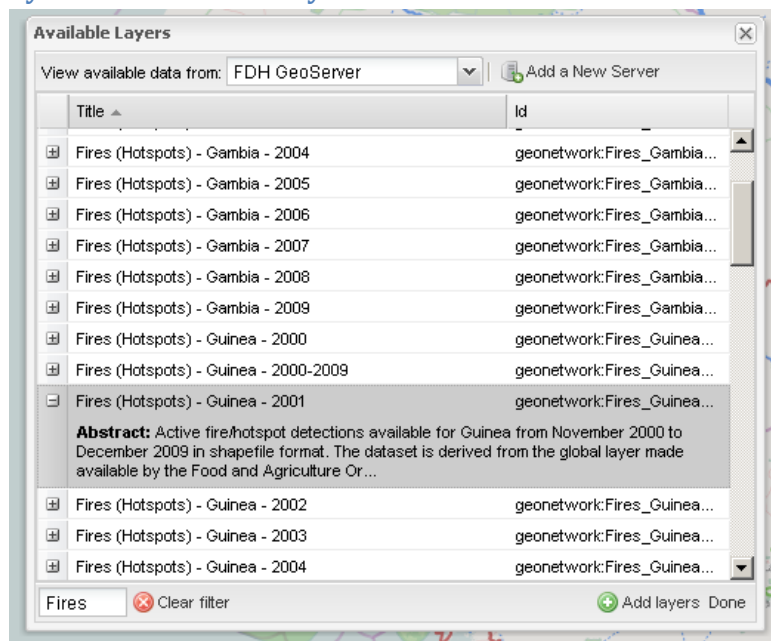 Available Layers
View available data from: FDH GeoServer Add a New Server
Title Id
Fires (Hotspots) - Gambia - 2004 geonetwork:Fires_Gambia...
Fires (Hotspots) - Gambia - 2005 geonetwork:Fires_Gambia...
Fires (Hotspots) - Gambia - 2006 geonetwork:Fires_Gambia...
Fires (Hotspots) - Gambia - 2007 geonetwork:Fires_Gambia...
Fires (Hotspots) - Gambia - 2008 geonetwork:Fires_Gambia...
Fires (Hotspots) - Gambia - 2009 geonetwork:Fires_Gambia...
Fires (Hotspots) - Guinea - 2000 geonetwork:Fires_Guinea...
Fires (Hotspots) - Guinea - 2000-2009 geonetwork:Fires_Guinea...
Fires (Hotspots) - Guinea - 2001 geonetwork:Fires_Guinea...
Abstract: Active fire/hotspot detections available for Guinea from November 2000 to
December 2009 in shapefile format. The dataset is derived from the global layer made
available by the Food and Agriculture Or...
Fires (Hotspots) - Guinea - 2002 geonetwork:Fires_Guinea...
Fires (Hotspots) - Guinea - 2003 geonetwork:Fires_Guinea...
Fires (Hotspots) - Guinea - 2004 geonetwork:Fires_Guinea...
Fires Clear filter Add layers Done